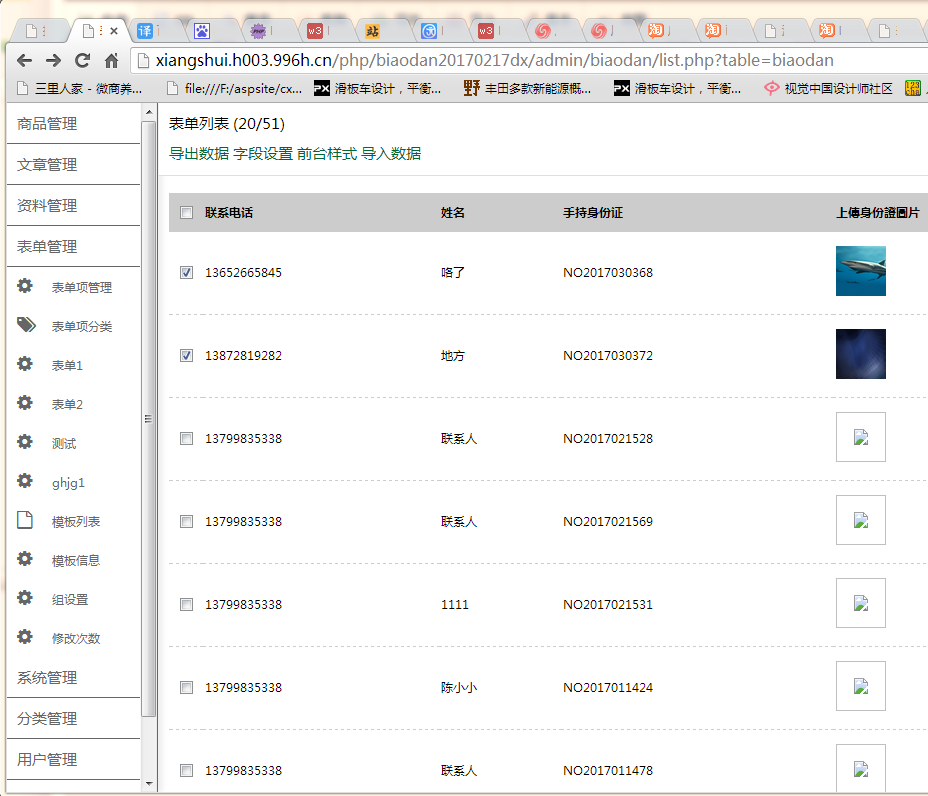 xiangshui.h003.996h.cn/php/biaodan20170217dx/admin/biaodan/list.php?table=biaodan
三里人家 - 微商养... file:///F:/aspsite/cx... 滑板车设计，平衡... 丰田多款新能源概... 滑板车设计，平衡... 视觉中国设计师社区
商品管理
文章管理
资料管理
表单管理
表单项管理
表单项分类
表单1
表单2
测试
ghjg1
模板列表
模板信息
组设置
修改次数
系统管理
分类管理
用户管理
表单列表 (20/51)
导出数据 字段设置 前台样式 导入数据
联系电话 姓名 手持身份证 上傳身份證圖片
13652665845 咯了 NO2017030368
13872819282 地方 NO2017030372
13799835338 联系人 NO2017021528
13799835338 联系人 NO2017021569
13799835338 1111 NO2017021531
13799835338 陈小小 NO2017011424
13799835338 联系人 NO2017011478